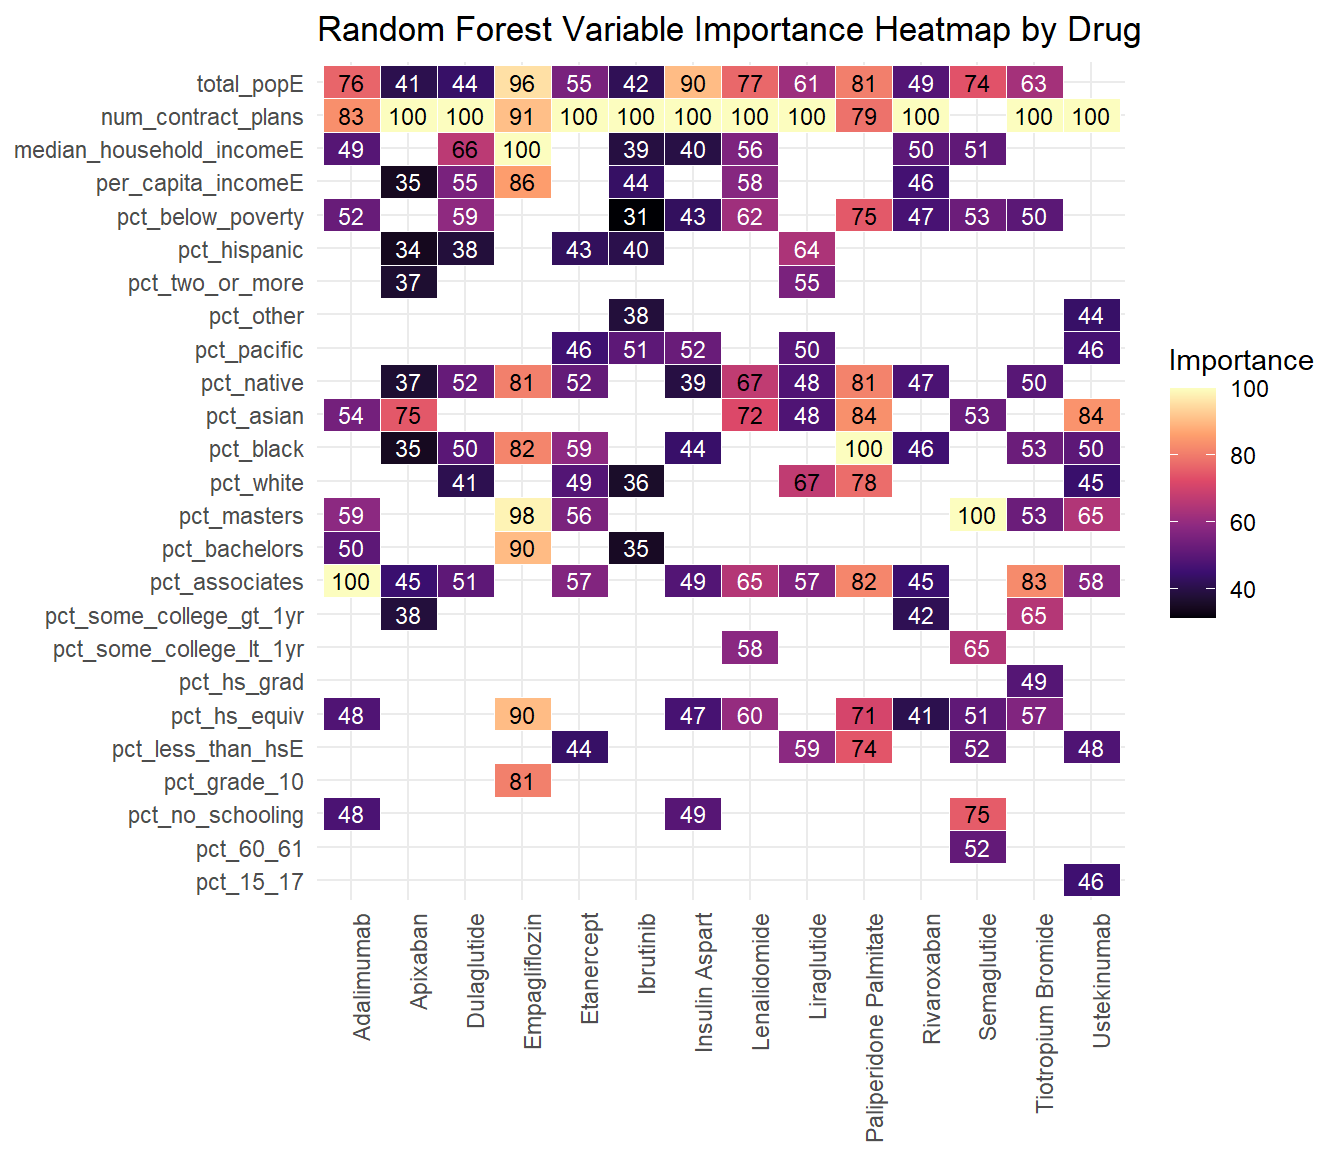 Random Forest Variable Importance Heatmap by Drug
total_popE 76 41 44 96 55 42 90 77 61 81 49 74 63
num_contract_plans 83 100 100 91 100 100 100 100 100 79 100 100 100
median_household_incomeE 49 66 100 39 40 56 50 51
per_capita_incomeE 35 55 86 44 58 46
pct_below_poverty 52 59 31 43 62 75 47 53 50
pct_hispanic 34 38 43 40 64
pct_two_or_more 37 55
pct_other 38 44
pct_pacific 46 51 52 50 46
pct_native 37 52 81 52 39 67 48 81 47 50
pct_asian 54 75 72 48 84 53 84
pct_black 35 50 82 59 44 100 46 53 50
pct_white 41 49 36 67 78 45
pct_masters 59 98 56 100 53 65
pct_bachelors 50 90 35
pct_associates 100 45 51 57 49 65 57 82 45 83 58
pct_some_college_gt_1yr 38 42 65
pct_some_college_lt_1yr 58 65
pct_hs_grad 49
pct_hs_equiv 48 90 47 60 71 41 51 57
pct_less_than_hsE 44 59 74 52 48
pct_grade_10 81
pct_no_schooling 48 49 75
pct_60_61 52
pct_15_17 46
Adalimumab
Apixaban
Dulaglutide
Empagliflozin
Etanercept
Ibrutinib
Insulin Aspart
Lenalidomide
Liraglutide
Paliperidone Palmitate
Rivaroxaban
Semaglutide
Tiotropium Bromide
Ustekinumab
Importance
100
80
60
40